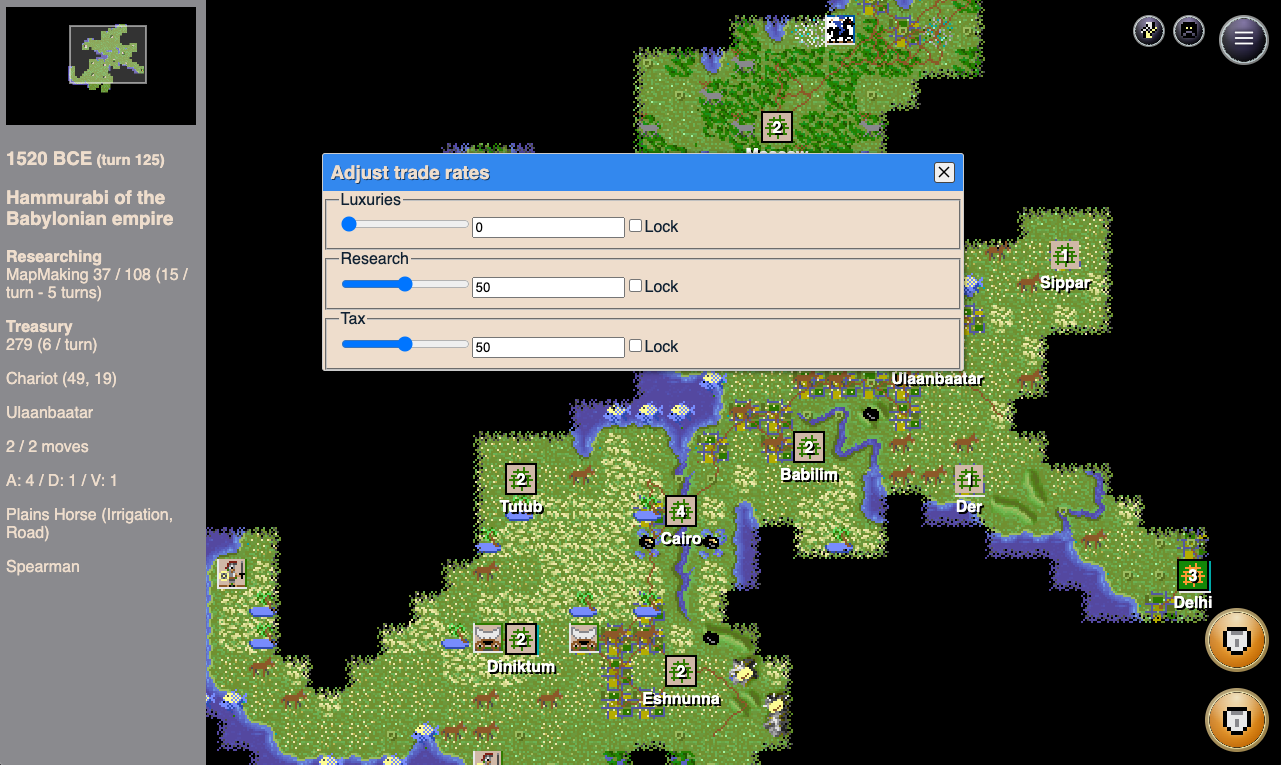 1520 BCE (turn 125)
Hammurabi of the
Babylonian empire
Researching
MapMaking 37 / 108 (15 /
turn - 5 turns)
Treasury
279 (6 / turn)
Chariot (49, 19)
Ulaanbaatar
2 / 2 moves
A: 4 / D: 1 / V: 1
Plains Horse (Irrigation,
Road)
Spearman
2
Moscow
Adjust trade rates
Luxuries
0
Lock
Research
50
Lock
Tax
50
Lock
1
Sippar
Ulaanbaatar
2
Babilim
2
Tutub
1
Der
4
Cairo
3
Delhi
2
Diniktum
2
Eshnunna